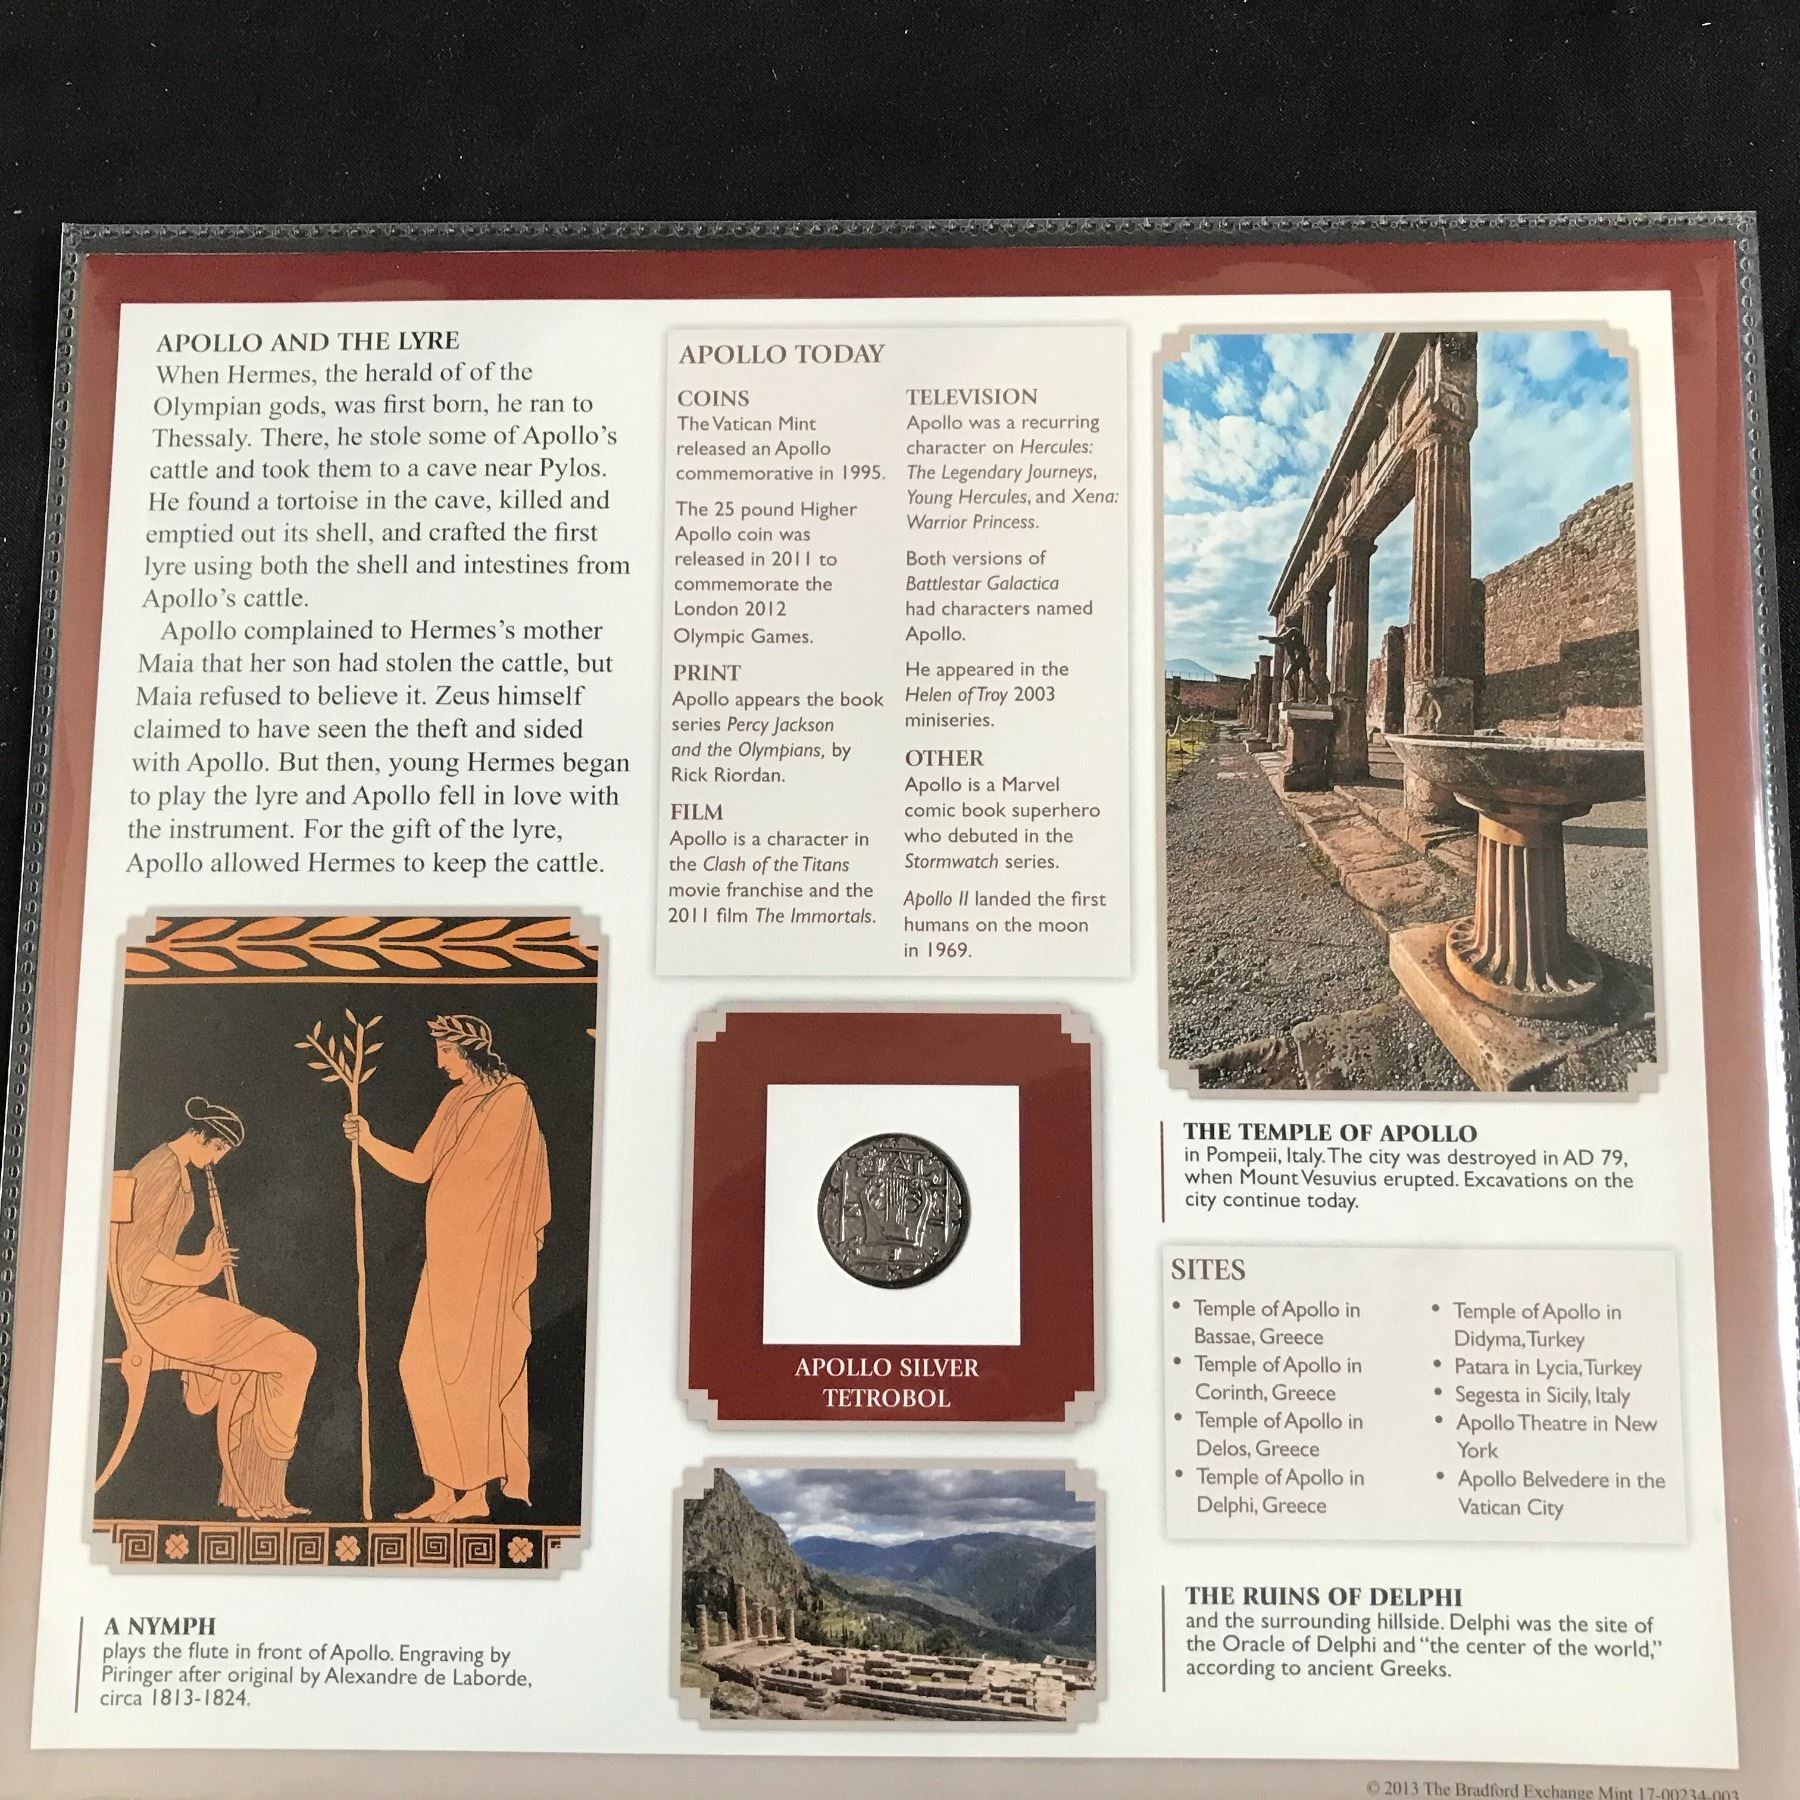 APOLLO AND THE LYRE
When Hermes, the herald of of the
Olympian gods, was first born, he ran to
Thessaly. There, he stole some of Apollo's
cattle and took them to a cave near Pylos.
He found a tortoise in the cave, killed and
emptied out its shell, and crafted the first
lyre using both the shell and intestines from
Apollo's cattle.
Apollo complained to Hermes's mother
Maia that her son had stolen the cattle, but
Maia refused to believe it. Zeus himself
claimed to have seen the theft and sided
with Apollo. But then, young Hermes began
to play the lyre and Apollo fell in love with
the instrument. For the gift of the lyre,
Apollo allowed Hermes to keep the cattle.
A NYMPH
plays the flute in front of Apollo. Engraving by
Piringer after original by Alexandre de Laborde,
circa 1813-1824.
APOLLO TODAY
COINS
The Vatican Mint
released an Apollo
commemorative in 1995.
The 25 pound Higher
Apollo coin was
released in 2011 to
commemorate the
London 2012
Olympic Games.
PRINT
Apollo appears the book
series Percy Jackson
and the Olympians, by
Rick Riordan.
FILM
Apollo is a character in
the Clash of the Titans
movie franchise and the
2011 film The Immortals.
TELEVISION
Apollo was a recurring
character on Hercules:
The Legendary Journeys,
Young Hercules, and Xena:
Warrior Princess.
Both versions of
Battlestar Galactica
had characters named
Apollo.
He appeared in the
Helen of Troy 2003
miniseries.
OTHER
Apollo is a Marvel
comic book superhero
who debuted in the
Stormwatch series.
Apollo II landed the first
humans on the moon
in 1969.
APOLLO SILVER
TETROBOL
THE TEMPLE OF APOLLO
in Pompeii, Italy. The city was destroyed in AD 79,
when Mount Vesuvius erupted. Excavations on the
city continue today.
SITES
• Temple of Apollo in
Bassae, Greece
• Temple of Apollo in
Corinth, Greece
• Temple of Apollo in
Delos, Greece
• Temple of Apollo in
Delphi, Greece
• Temple of Apollo in
Didyma, Turkey
• Patara in Lycia, Turkey
• Segesta in Sicily, Italy
• Apollo Theatre in New
York
• Apollo Belvedere in the
Vatican City
THE RUINS OF DELPHI
and the surrounding hillside. Delphi was the site of
the Oracle of Delphi and "the center of the world,"
according to ancient Greeks.
© 2013 The Bradford Exchange Mint 17-00234-003